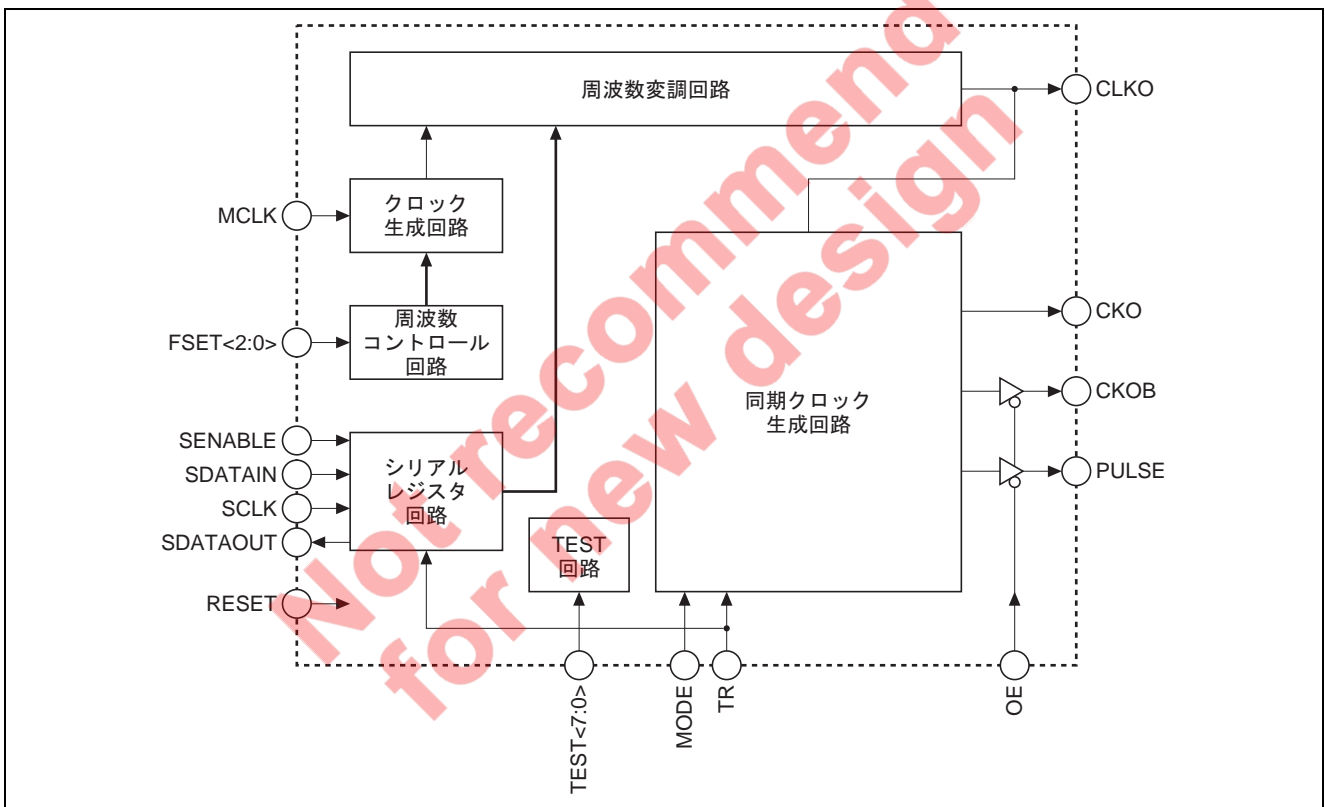 周波数変調回路
CLKO
MCLK
クロック
生成回路
FSET<2:0>
周波数
コントロール
回路
CKO
CKOB
PULSE
同期クロック
生成回路
SENABLE
SDATAIN
SCLK
SDATAOUT
シリアル
レジスタ
回路
TEST
回路
RESET
TEST<7:0>
MODE
TR
OE
Not recommend
for new design